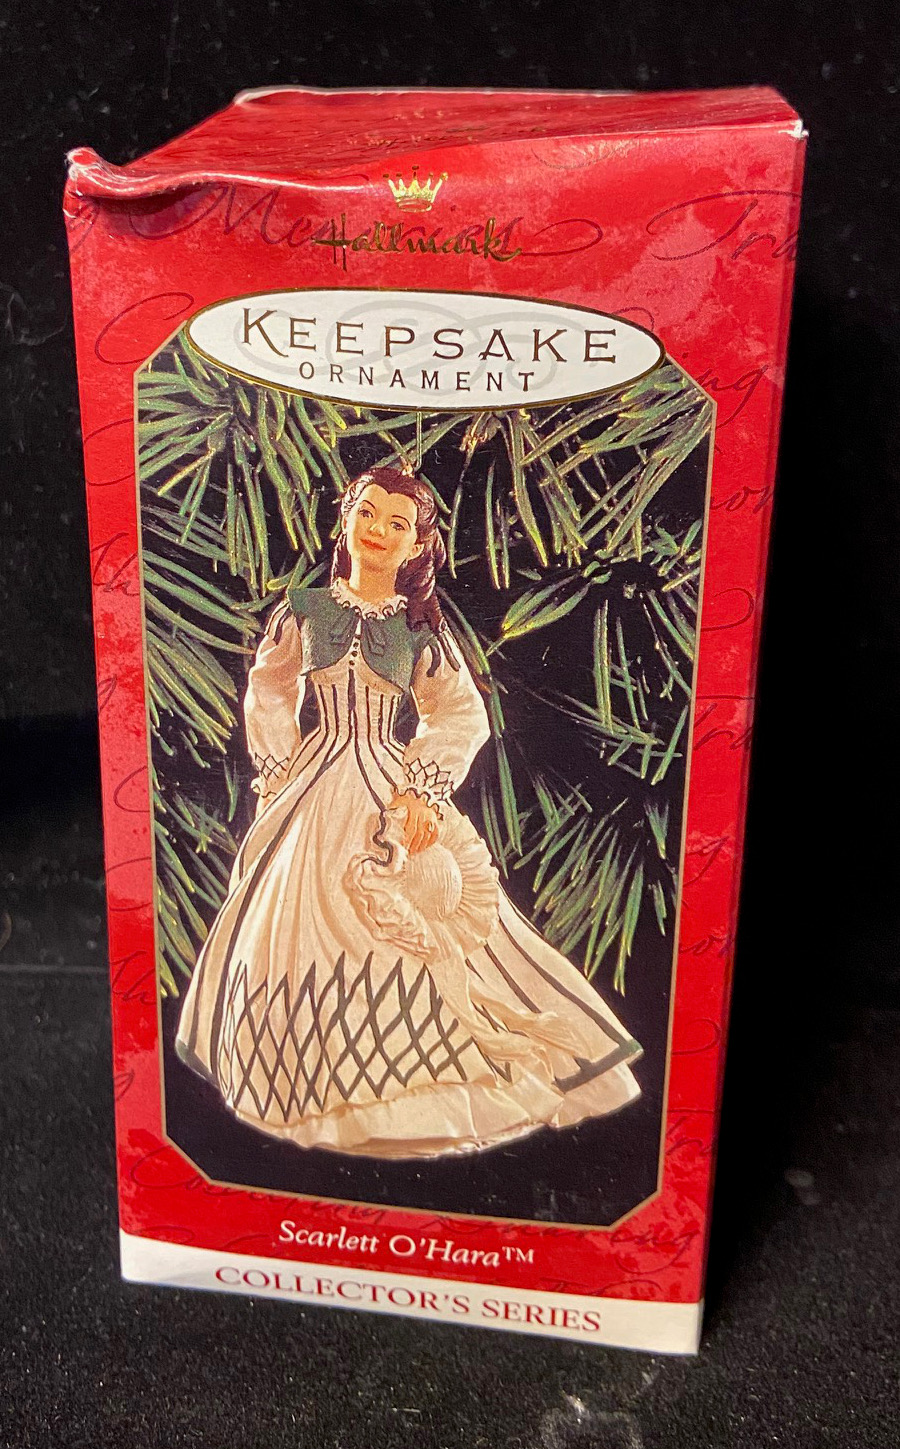 Hallmark
KEEPSAKE
ORNAMENT
Scarlett O'Hara™
COLLECTOR'S SERIES